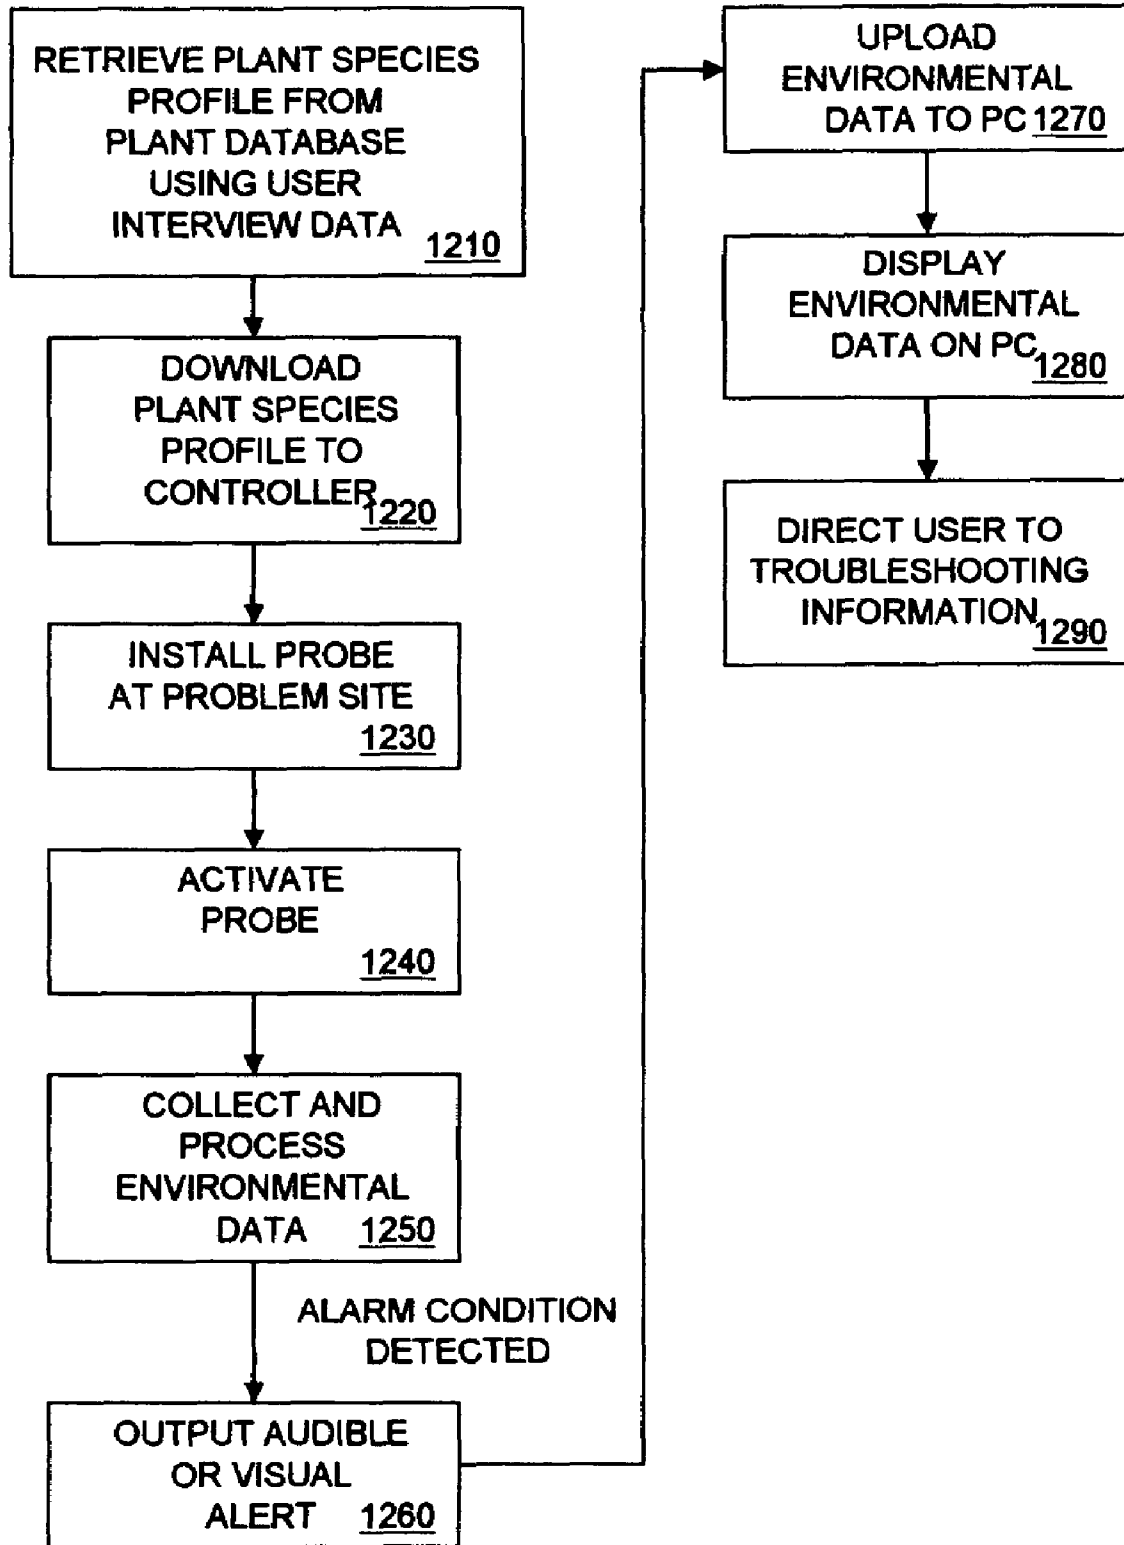 RETRIEVE PLANT SPECIES
PROFILE FROM
PLANT DATABASE
USING USER
INTERVIEW DATA 1210
DOWNLOAD
PLANT SPECIES
PROFILE TO
CONTROLLER 1220
INSTALL PROBE
AT PROBLEM SITE
1230
ACTIVATE
PROBE
1240
COLLECT AND
PROCESS
ENVIRONMENTAL
DATA 1250
ALARM CONDITION
DETECTED
OUTPUT AUDIBLE
OR VISUAL
ALERT 1260
UPLOAD
ENVIRONMENTAL
DATA TO PC 1270
DISPLAY
ENVIRONMENTAL
DATA ON PC 1280
DIRECT USER TO
TROUBLESHOOTING
INFORMATION 1290